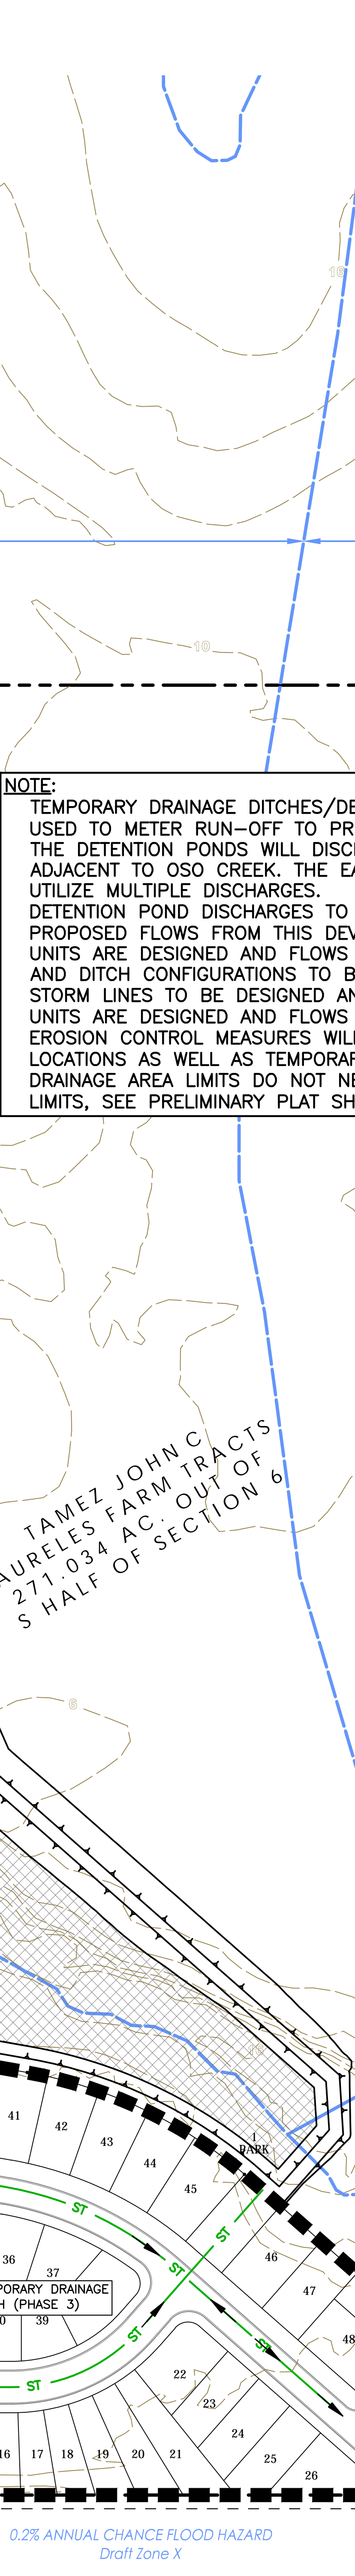 16
10
NOTE:
TEMPORARY DRAINAGE DITCHES/DE
USED TO METER RUN-OFF TO PR
THE DETENTION PONDS WILL DISC
ADJACENT TO OSO CREEK. THE EA
UTILIZE MULTIPLE DISCHARGES.
DETENTION POND DISCHARGES TO
PROPOSED FLOWS FROM THIS DEV
UNITS ARE DESIGNED AND FLOWS
AND DITCH CONFIGURATIONS TO B
STORM LINES TO BE DESIGNED AN
UNITS ARE DESIGNED AND FLOWS
EROSION CONTROL MEASURES WIL
LOCATIONS AS WELL AS TEMPORAR
DRAINAGE AREA LIMITS DO NOT NE
LIMITS, SEE PRELIMINARY PLAT SH
TAMEZ JOHN C
AURELES FARM TRACTS
271.034 AC. OUT OF
S HALF OF SECTION 6
6
16
1
PARK
41
42
43
44
45
46
47
48
ST
ST
ST
36
37
PORARY DRAINAGE
H (PHASE 3)
0
39
ST
ST
ST
22
23
24
25
26
16
17
18
19
20
21
0.2% ANNUAL CHANCE FLOOD HAZARD
Draft Zone X